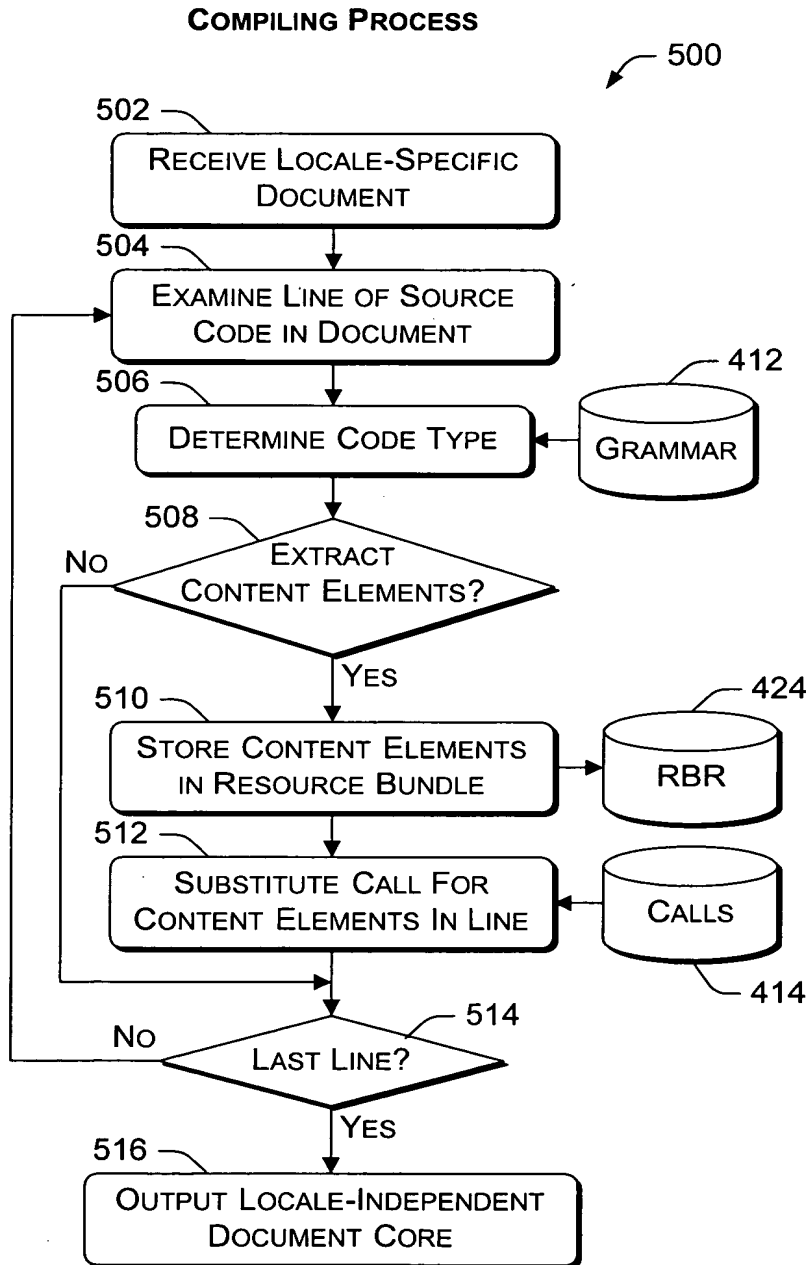 COMPILING PROCESS
500
502
RECEIVE LOCALE-SPECIFIC
DOCUMENT
504
EXAMINE LINE OF SOURCE
CODE IN DOCUMENT
506
DETERMINE CODE TYPE
412
GRAMMAR
508
EXTRACT
CONTENT ELEMENTS?
NO
YES
510
STORE CONTENT ELEMENTS
IN RESOURCE BUNDLE
424
RBR
512
SUBSTITUTE CALL FOR
CONTENT ELEMENTS IN LINE
CALLS
414
514
LAST LINE?
NO
YES
516
OUTPUT LOCALE-INDEPENDENT
DOCUMENT CORE